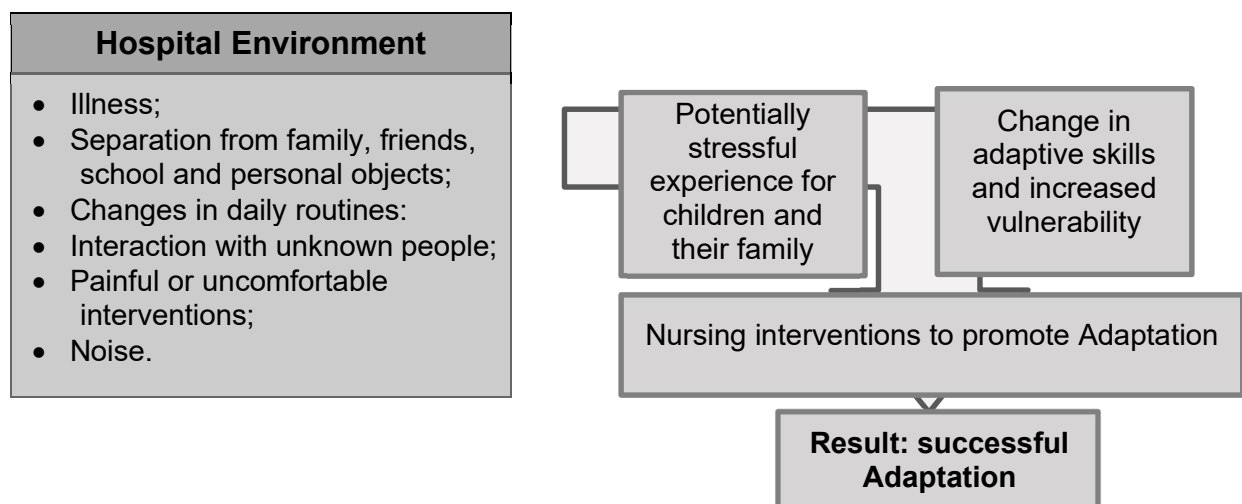 Hospital Environment
• Illness;
• Separation from family, friends,
school and personal objects;
• Changes in daily routines:
• Interaction with unknown people;
• Painful or uncomfortable
interventions;
• Noise.
Potentially
stressful
experience for
children and
their family
Change in
adaptive skills
and increased
vulnerability
Nursing interventions to promote Adaptation
Result: successful
Adaptation